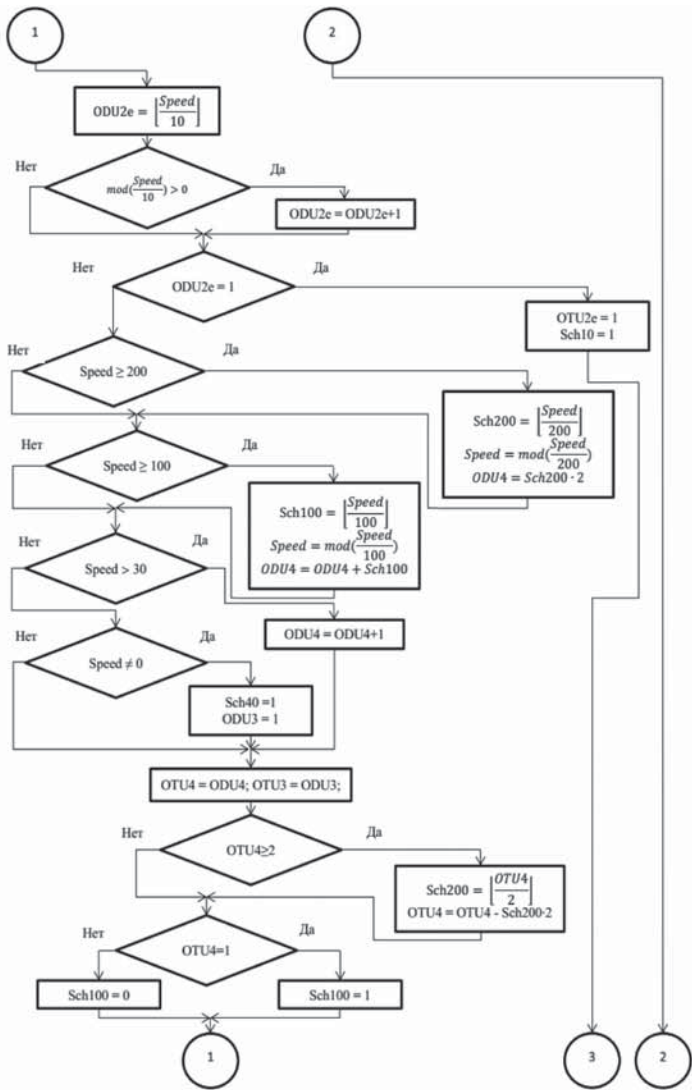 1
2
ODU2e = ⌊Speed/10⌋
Нет
Да
mod(Speed/10) > 0
ODU2e = ODU2e+1
Нет
Да
ODU2e = 1
OTU2e = 1
Sch10 = 1
Нет
Да
Speed ≥ 200
Sch200 = ⌊Speed/200⌋
Speed = mod(Speed/200)
ODU4 = Sch200 · 2
Нет
Да
Speed ≥ 100
Sch100 = ⌊Speed/100⌋
Speed = mod(Speed/100)
ODU4 = ODU4 + Sch100
Нет
Да
Speed > 30
ODU4 = ODU4+1
Нет
Да
Speed ≠ 0
Sch40 =1
ODU3 = 1
OTU4 = ODU4; OTU3 = ODU3;
Нет
Да
OTU4≥2
Sch200 = ⌊OTU4/2⌋
OTU4 = OTU4 - Sch200·2
Нет
Да
OTU4=1
Sch100 = 0
Sch100 = 1
1
3
2